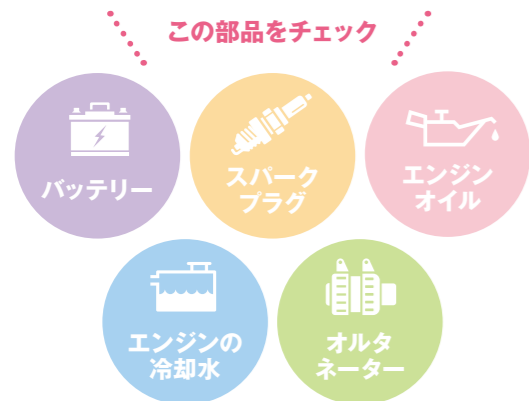 この部品をチェック
バッテリー
スパーク
プラグ
エンジン
オイル
エンジンの
冷却水
オルタ
ネーター